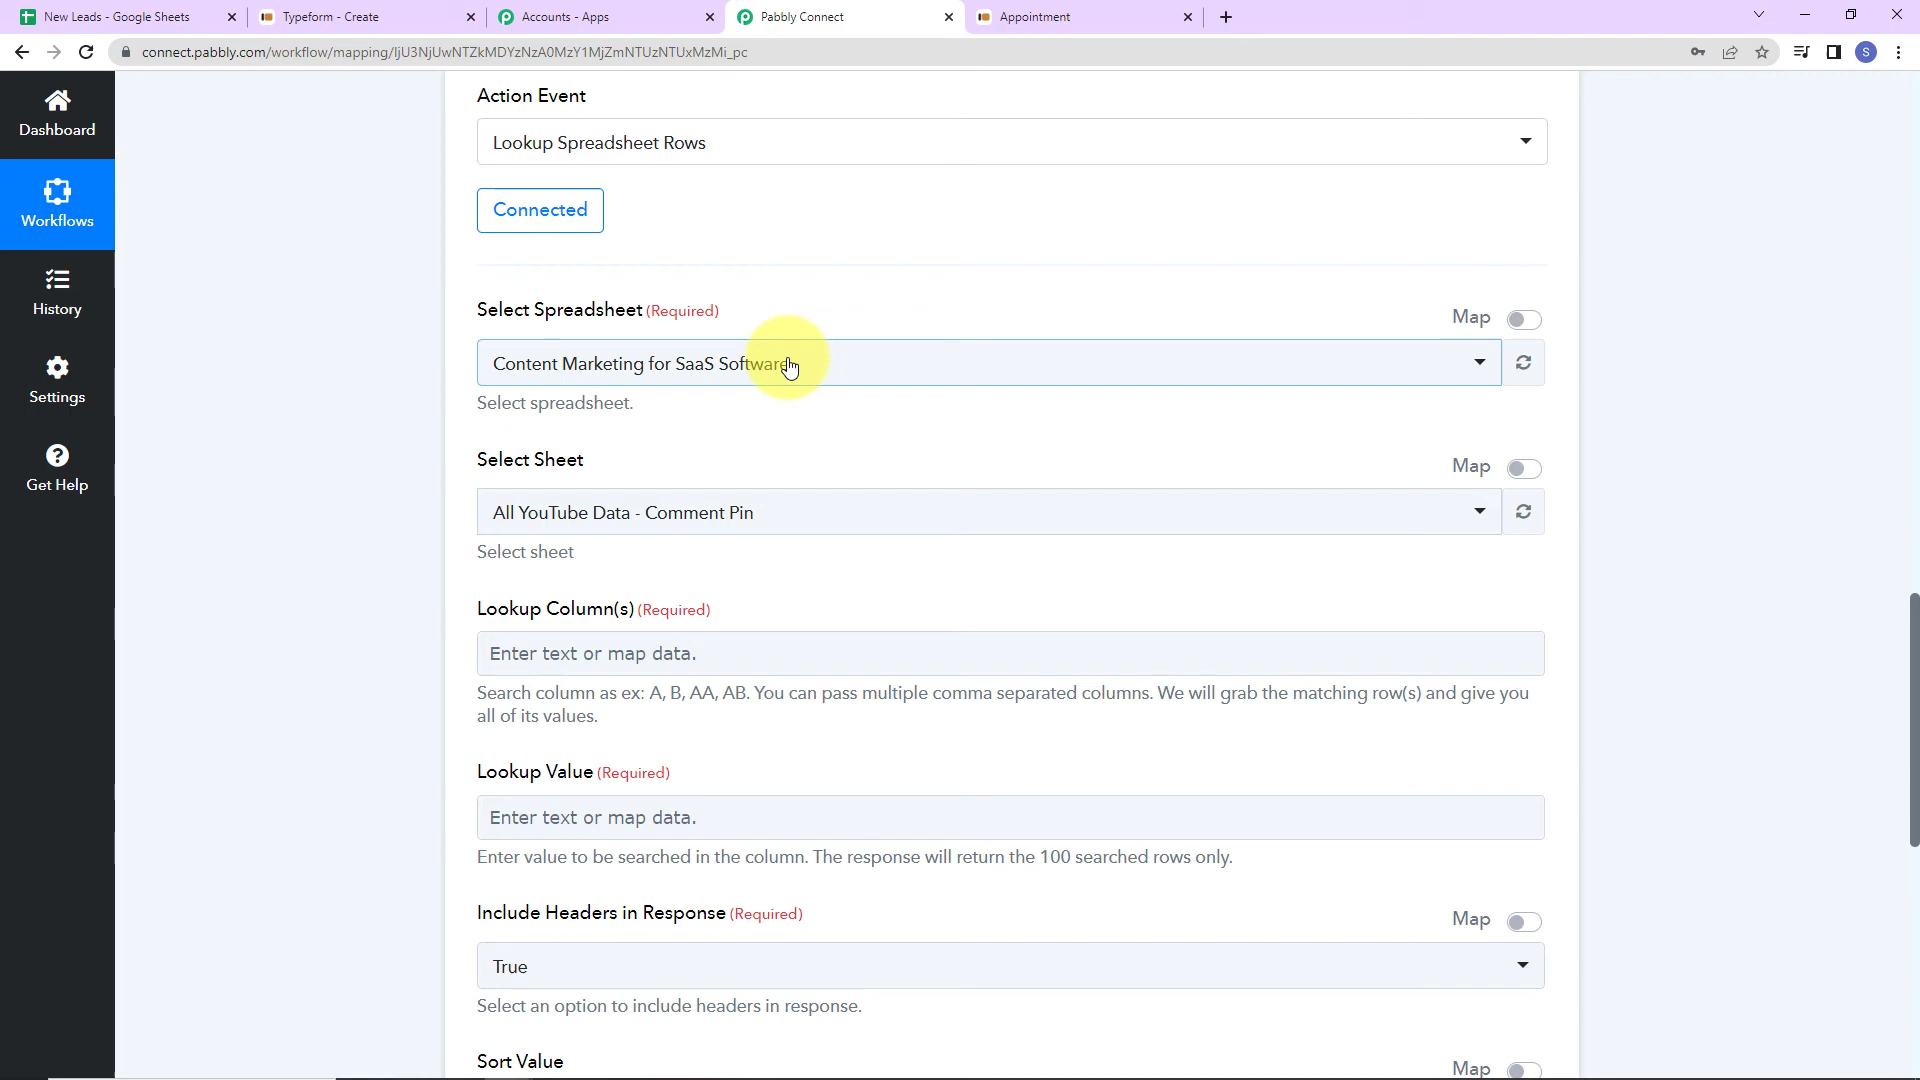 New Leads - Google Sheets
Typeform - Create
Accounts - Apps
Pabbly Connect
Appointment
connect.pabbly.com/workflow/mapping/IjU3NjUwNTZkMDYzNzA0MzY1MjZmNTUzNTUxMzMi_pc
S
Dashboard
Workflows
History
Settings
Get Help
Action Event
Lookup Spreadsheet Rows
Connected
Select Spreadsheet (Required)
Map
Content Marketing for SaaS Software
Select spreadsheet.
Select Sheet
Map
All YouTube Data - Comment Pin
Select sheet
Lookup Column(s) (Required)
Enter text or map data.
Search column as ex: A, B, AA, AB. You can pass multiple comma separated columns. We will grab the matching row(s) and give you
all of its values.
Lookup Value (Required)
Enter text or map data.
Enter value to be searched in the column. The response will return the 100 searched rows only.
Include Headers in Response (Required)
Map
True
Select an option to include headers in response.
Sort Value
Map